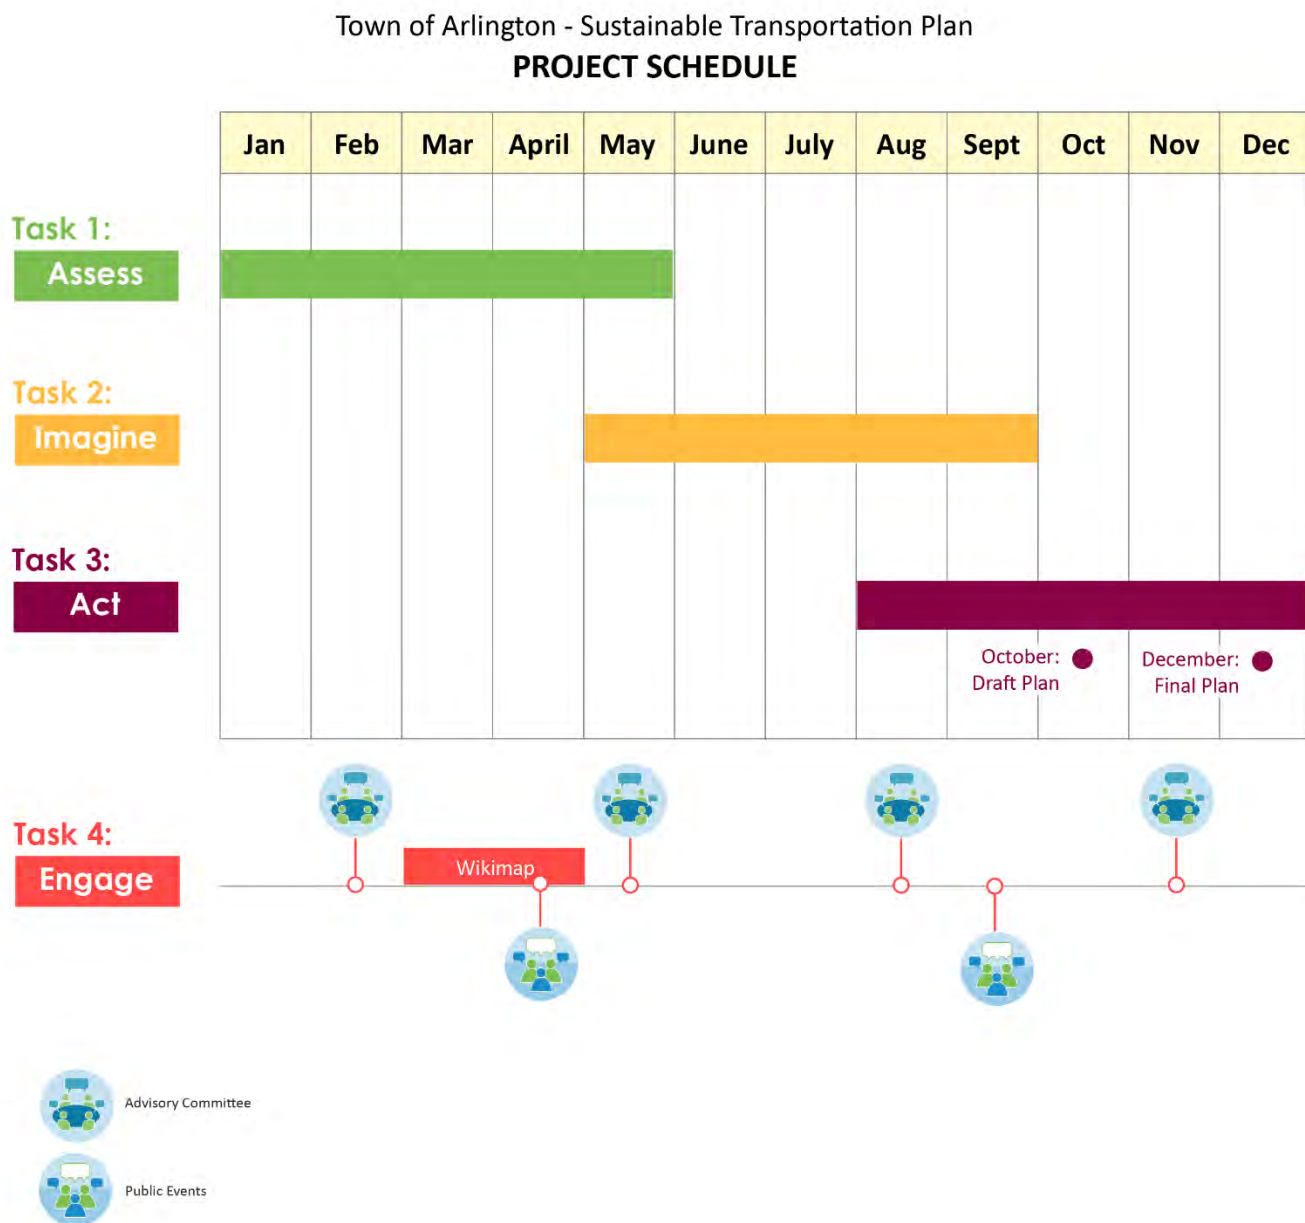 Town of Arlington - Sustainable Transportation Plan
PROJECT SCHEDULE
Jan Feb Mar April May June July Aug Sept Oct Nov Dec
Task 1:
Assess
Task 2:
Imagine
Task 3:
Act
October:
Draft Plan
December:
Final Plan
Task 4:
Engage
Wikimap
Advisory Committee
Public Events